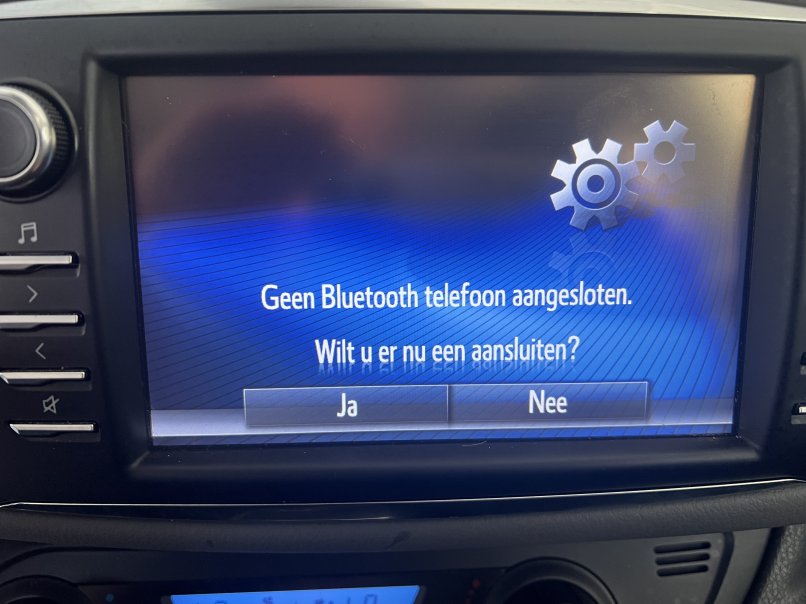 Geen Bluetooth telefoon aangesloten.
Wilt u er nu een aansluiten?
Ja Nee